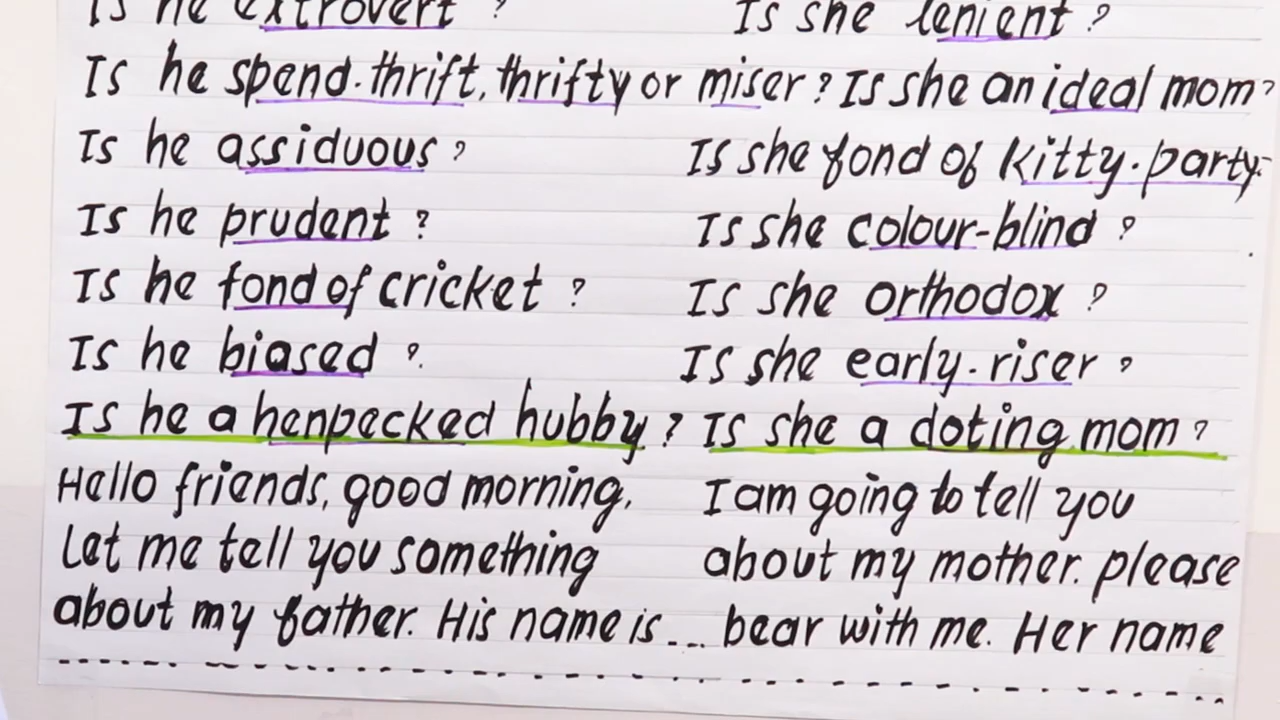 Is he extrovert ? Is she lenient ?
Is he spend.thrift, thrifty or miser ? Is she an ideal mom?
Is he assiduous ? Is she fond of kitty.party
Is he prudent ? Is she colour-blind ?
Is he fond of cricket ? Is she orthodox ?
Is he biased ? Is she early.riser ?
Is he a henpecked hubby ? Is she a doting mom ?
Hello friends, good morning, I am going to tell you
Let me tell you something about my mother. please
about my father. His name is... bear with me. Her name